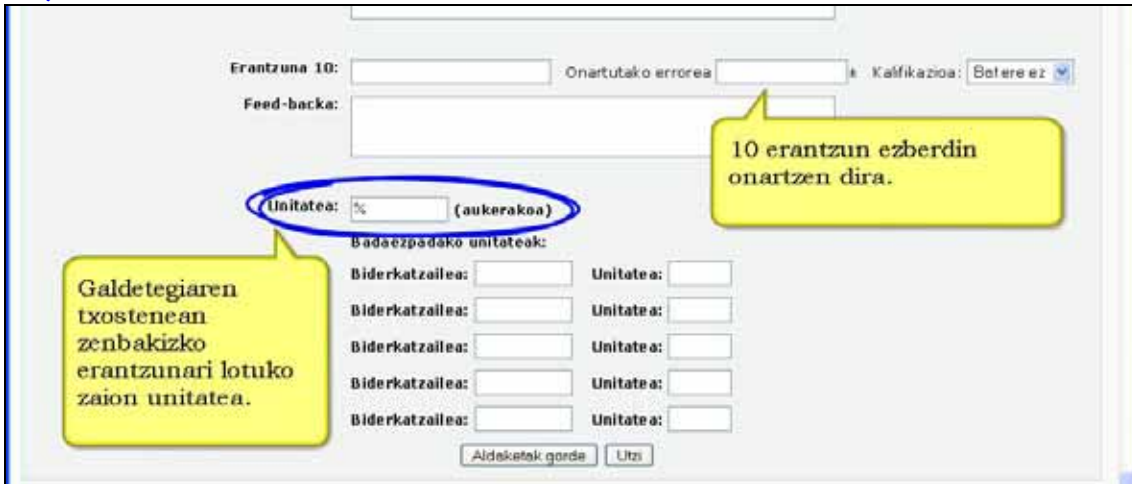 Erantzuna 10: Onartutako errorea ± Kalifikazioa: Batere ez
Feed-backa:
10 erantzun ezberdin
onartzen dira.
Unitatea: % (aukerakoa)
Badaezpadako unitateak:
Galdetegiaren
txostenean
zenbakizko
erantzunari lotuko
zaion unitatea.
Biderkatzailea: Unitatea:
Biderkatzailea: Unitatea:
Biderkatzailea: Unitatea:
Biderkatzailea: Unitatea:
Biderkatzailea: Unitatea:
Aldaketak gorde Utzi